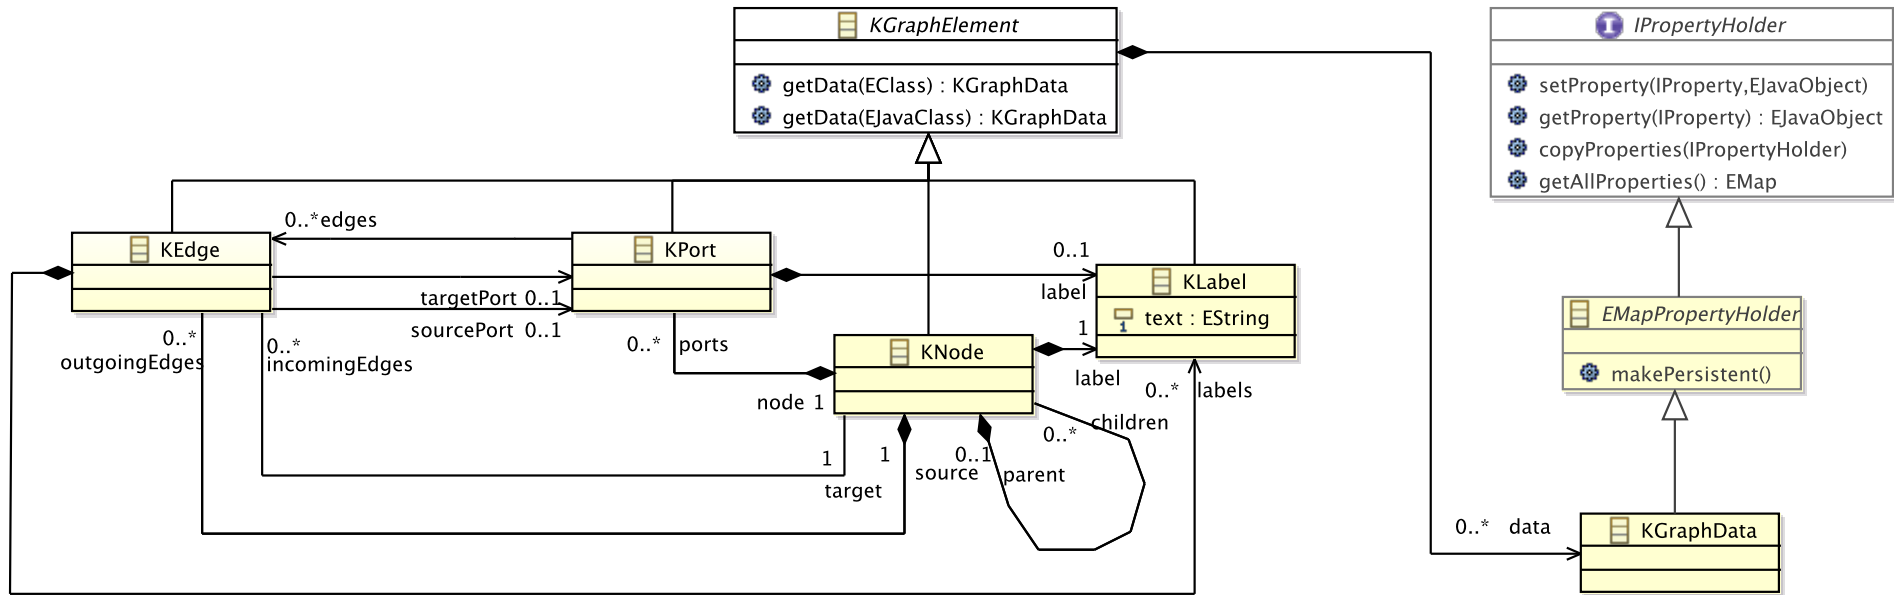 KGraphElement
getData(EClass) : KGraphData
getData(EJavaClass) : KGraphData
I
IPropertyHolder
setProperty(IProperty,EJavaObject)
getProperty(IProperty) : EJavaObject
copyProperties(IPropertyHolder)
getAllProperties() : EMap
0..*edges
KEdge
KPort
targetPort 0..1
sourcePort 0..1
0..1
label
KLabel
1
text : EString
EMapPropertyHolder
makePersistent()
0..*
outgoingEdges
0..*
incomingEdges
0..* ports
KNode
node 1
1
label
0..* labels
0..* children
1
target
1
source
0..1
parent
0..* data
KGraphData